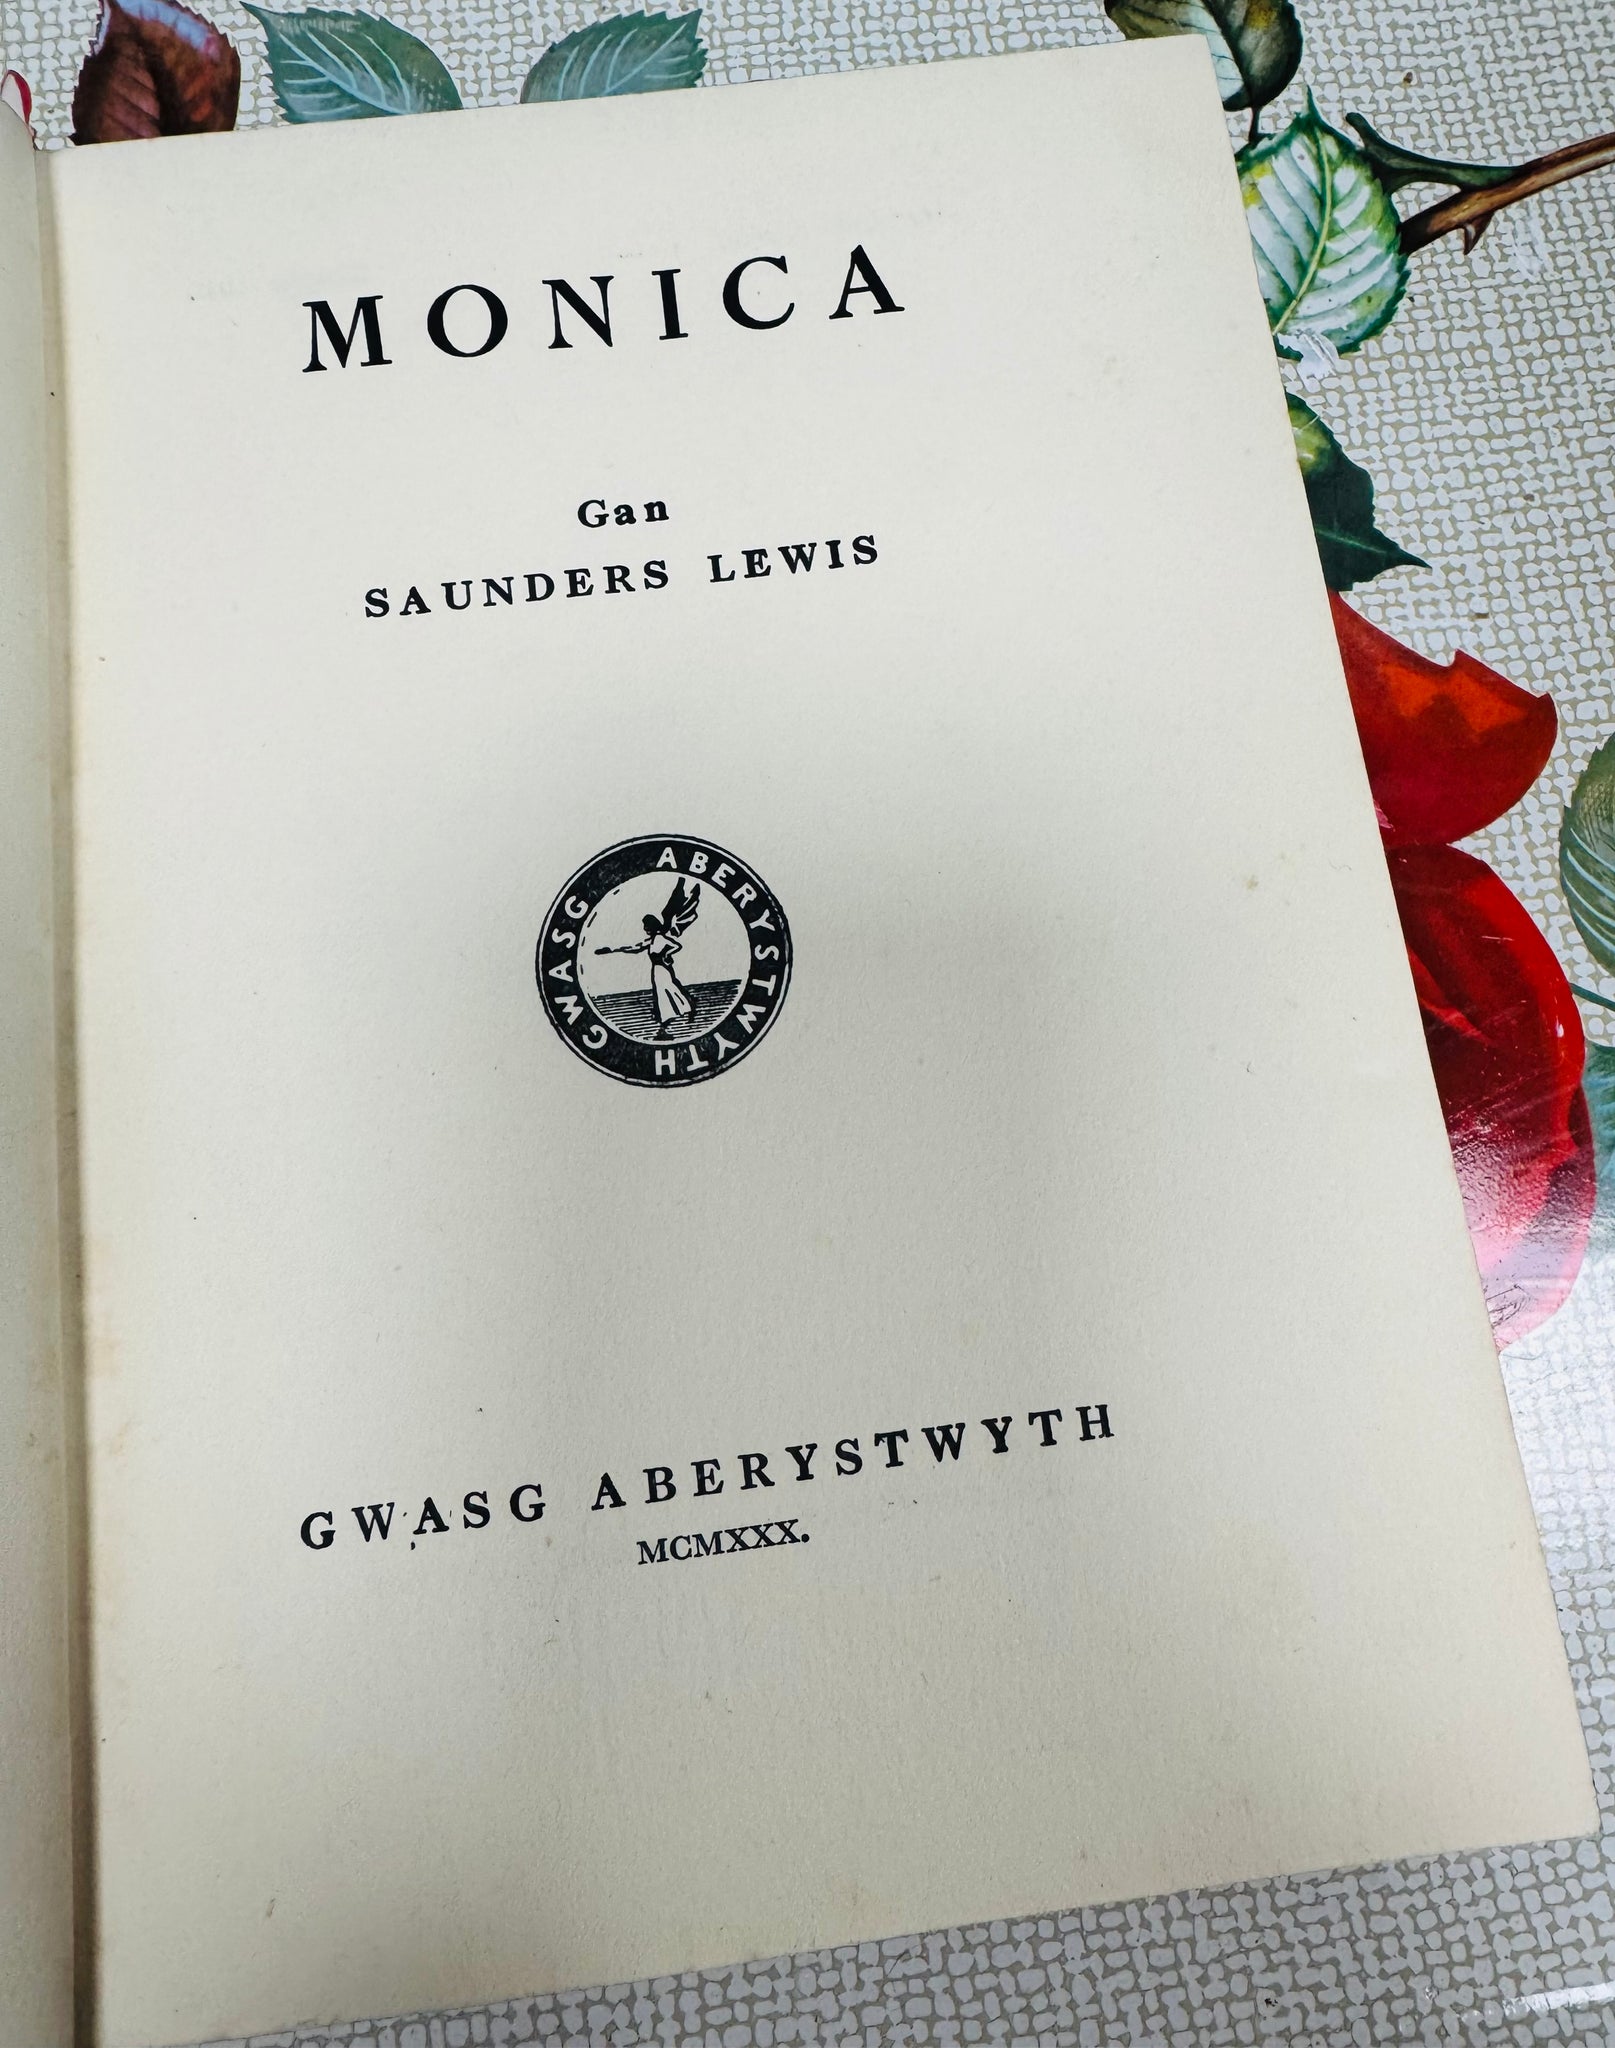 MONICA
Gan
SAUNDERS LEWIS
GWASG ABERYSTWYTH
GWASG ABERYSTWYTH
MCMXXX.